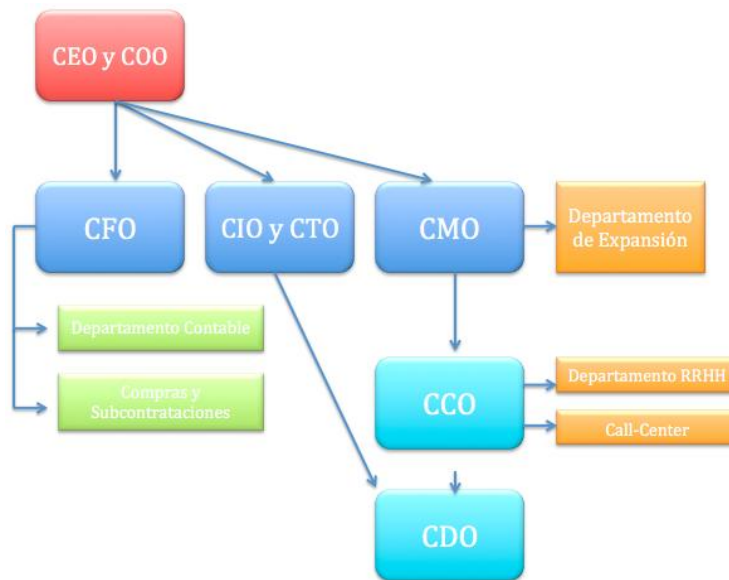 CEO y COO
CFO
CIO y CTO
CMO
Departamento
de Expansión
Departamento Contable
Compras y
Subcontrataciones
CCO
Departamento RRHH
Call-Center
CDO